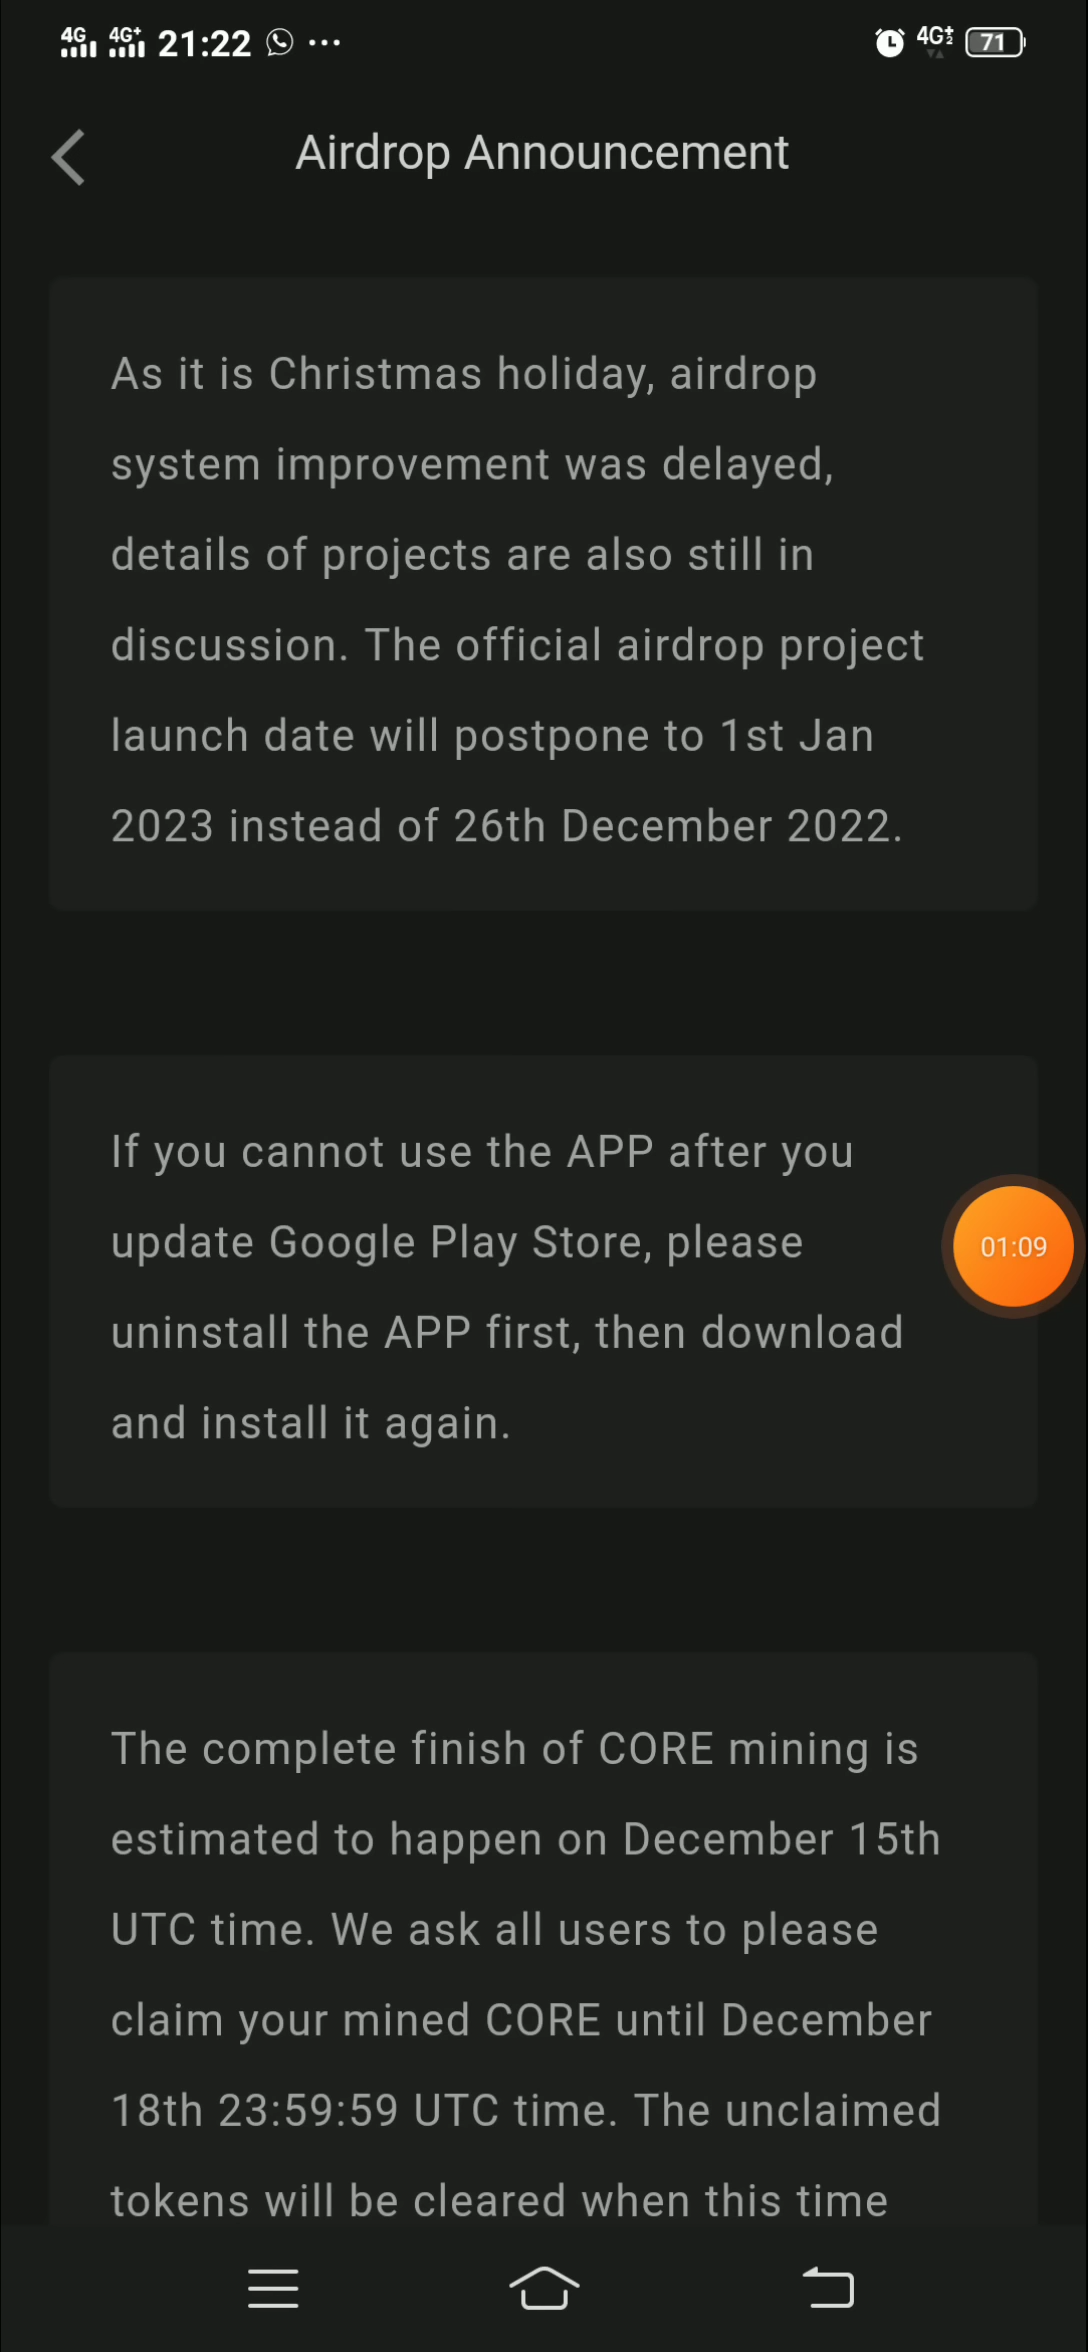 4G 4G+ 21:22 ... 4G+2 71
Airdrop Announcement
As it is Christmas holiday, airdrop
system improvement was delayed,
details of projects are also still in
discussion. The official airdrop project
launch date will postpone to 1st Jan
2023 instead of 26th December 2022.
If you cannot use the APP after you
update Google Play Store, please
01:09
uninstall the APP first, then download
and install it again.
The complete finish of CORE mining is
estimated to happen on December 15th
UTC time. We ask all users to please
claim your mined CORE until December
18th 23:59:59 UTC time. The unclaimed
tokens will be cleared when this time